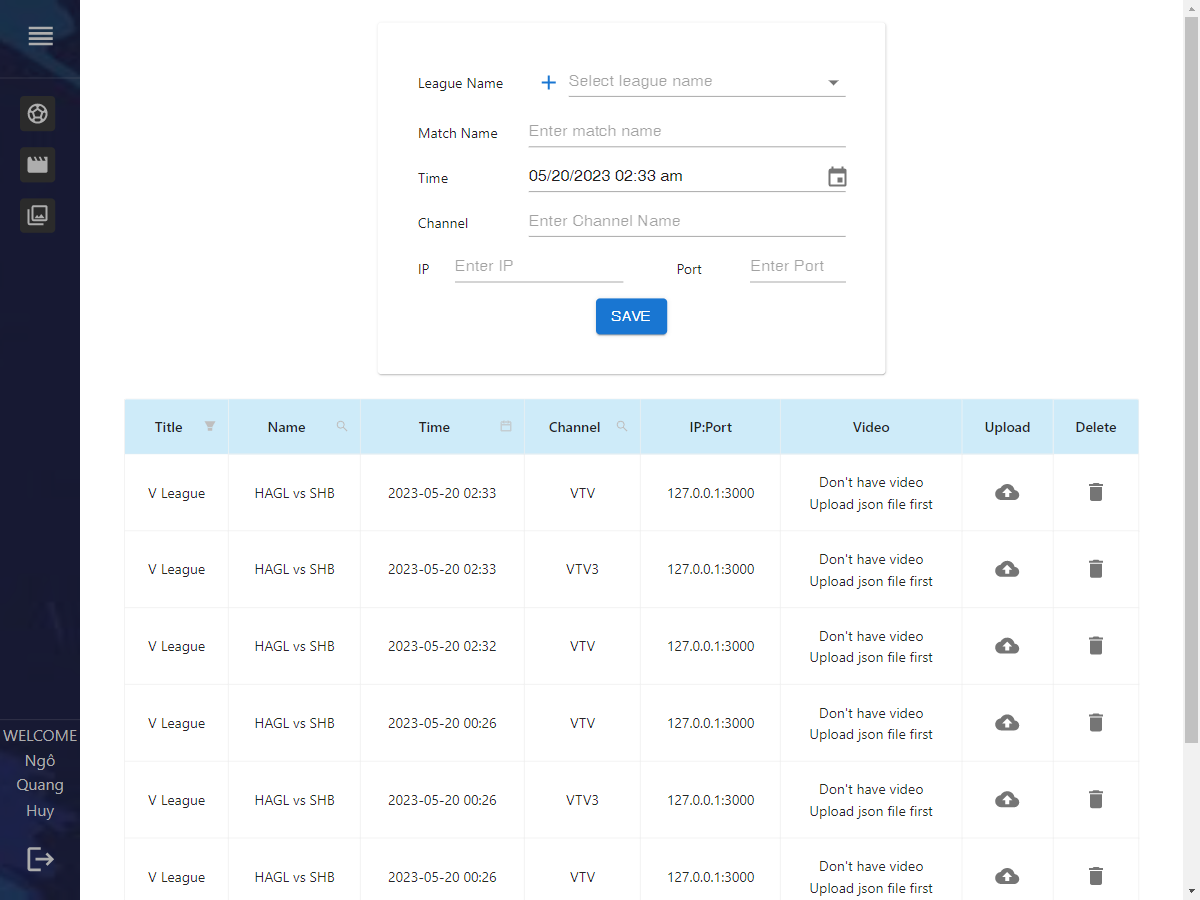 League Name
Select league name
Match Name
Enter match name
Time
05/20/2023 02:33 am
Channel
Enter Channel Name
IP
Enter IP
Port
Enter Port
SAVE
Title Name Time Channel IP:Port Video Upload Delete
V League HAGL vs SHB 2023-05-20 02:33 VTV 127.0.0.1:3000 Don't have video
Upload json file first
V League HAGL vs SHB 2023-05-20 02:33 VTV3 127.0.0.1:3000 Don't have video
Upload json file first
V League HAGL vs SHB 2023-05-20 02:32 VTV 127.0.0.1:3000 Don't have video
Upload json file first
V League HAGL vs SHB 2023-05-20 00:26 VTV 127.0.0.1:3000 Don't have video
Upload json file first
V League HAGL vs SHB 2023-05-20 00:26 VTV3 127.0.0.1:3000 Don't have video
Upload json file first
V League HAGL vs SHB 2023-05-20 00:26 VTV 127.0.0.1:3000 Don't have video
Upload json file first
WELCOME
Ngô
Quang
Huy